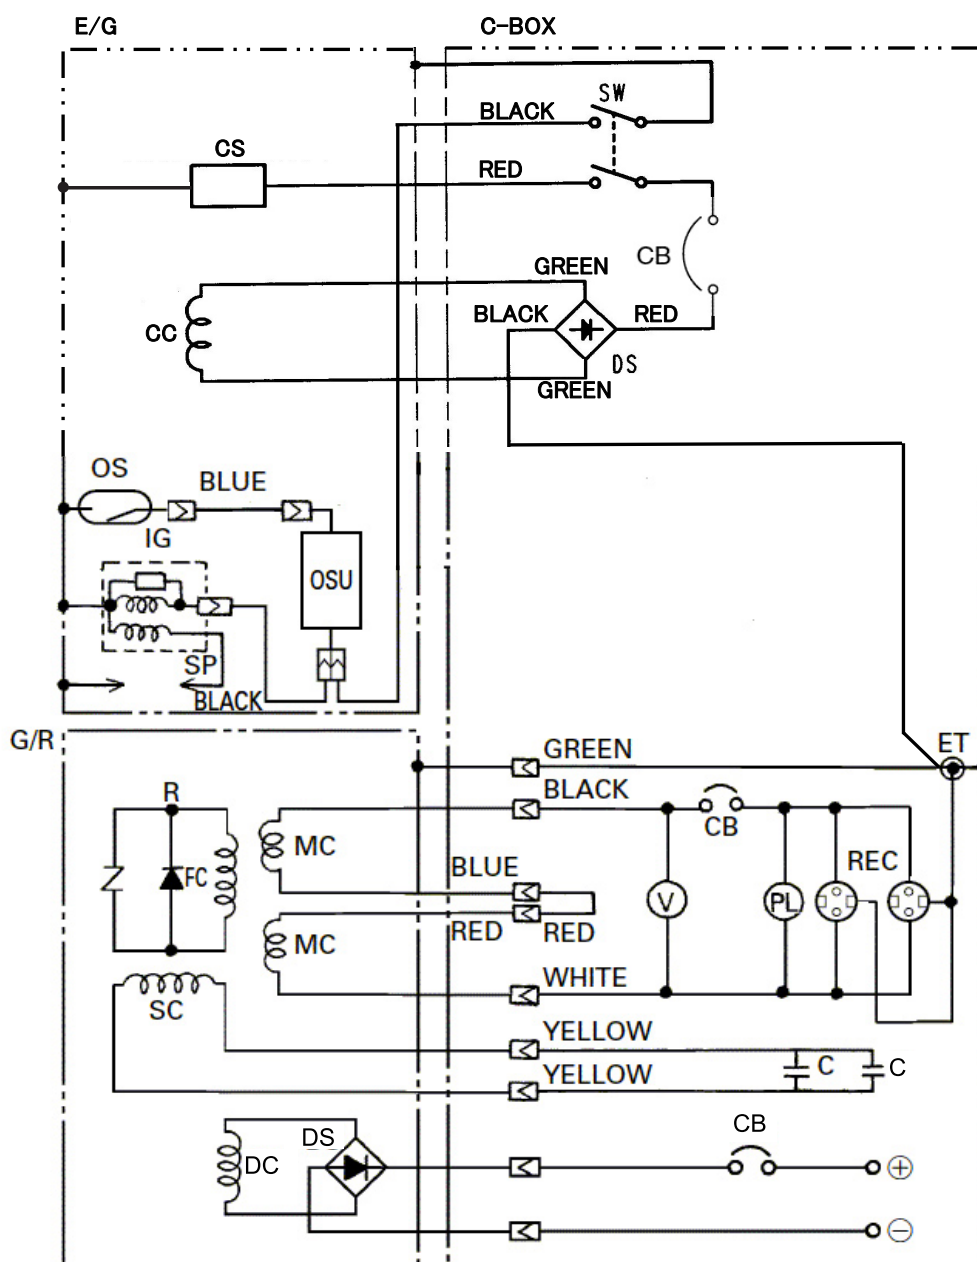 E/G C-BOX
SW
BLACK
CS
RED
CB
GREEN
BLACK RED
CC
DS
GREEN
OS
BLUE
IG
OSU
SP
BLACK
G/R
GREEN ET
R BLACK
CB
MC
BLUE REC
FC
V PL
RED RED
MC
WHITE
SC
YELLOW
C C
YELLOW
CB
DS
DC +
−